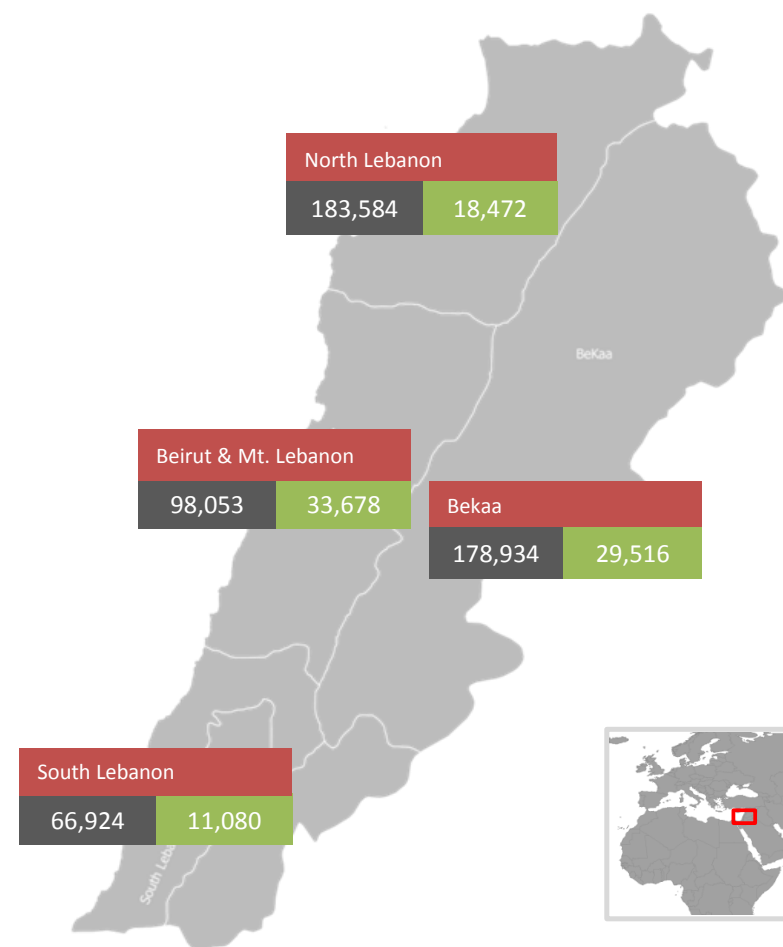 North Lebanon
183,584 18,472
BeKaa
Beirut & Mt. Lebanon
98,053 33,678
Bekaa
178,934 29,516
South Lebanon
66,924 11,080
South